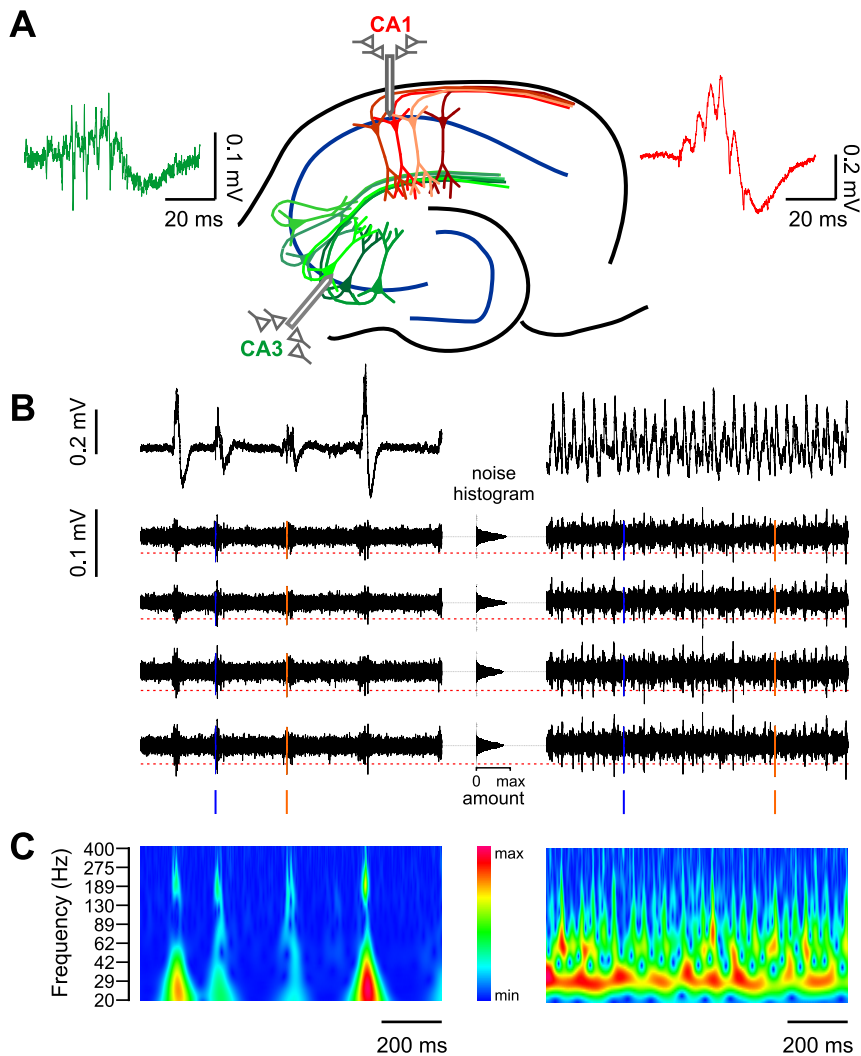 A
CA1
0.1 mV
20 ms
0.2 mV
20 ms
CA3
B
0.2 mV
noise
histogram
0.1 mV
0 max
amount
C
Frequency (Hz)
400
275
189
130
89
62
42
29
20
max
min
200 ms
200 ms